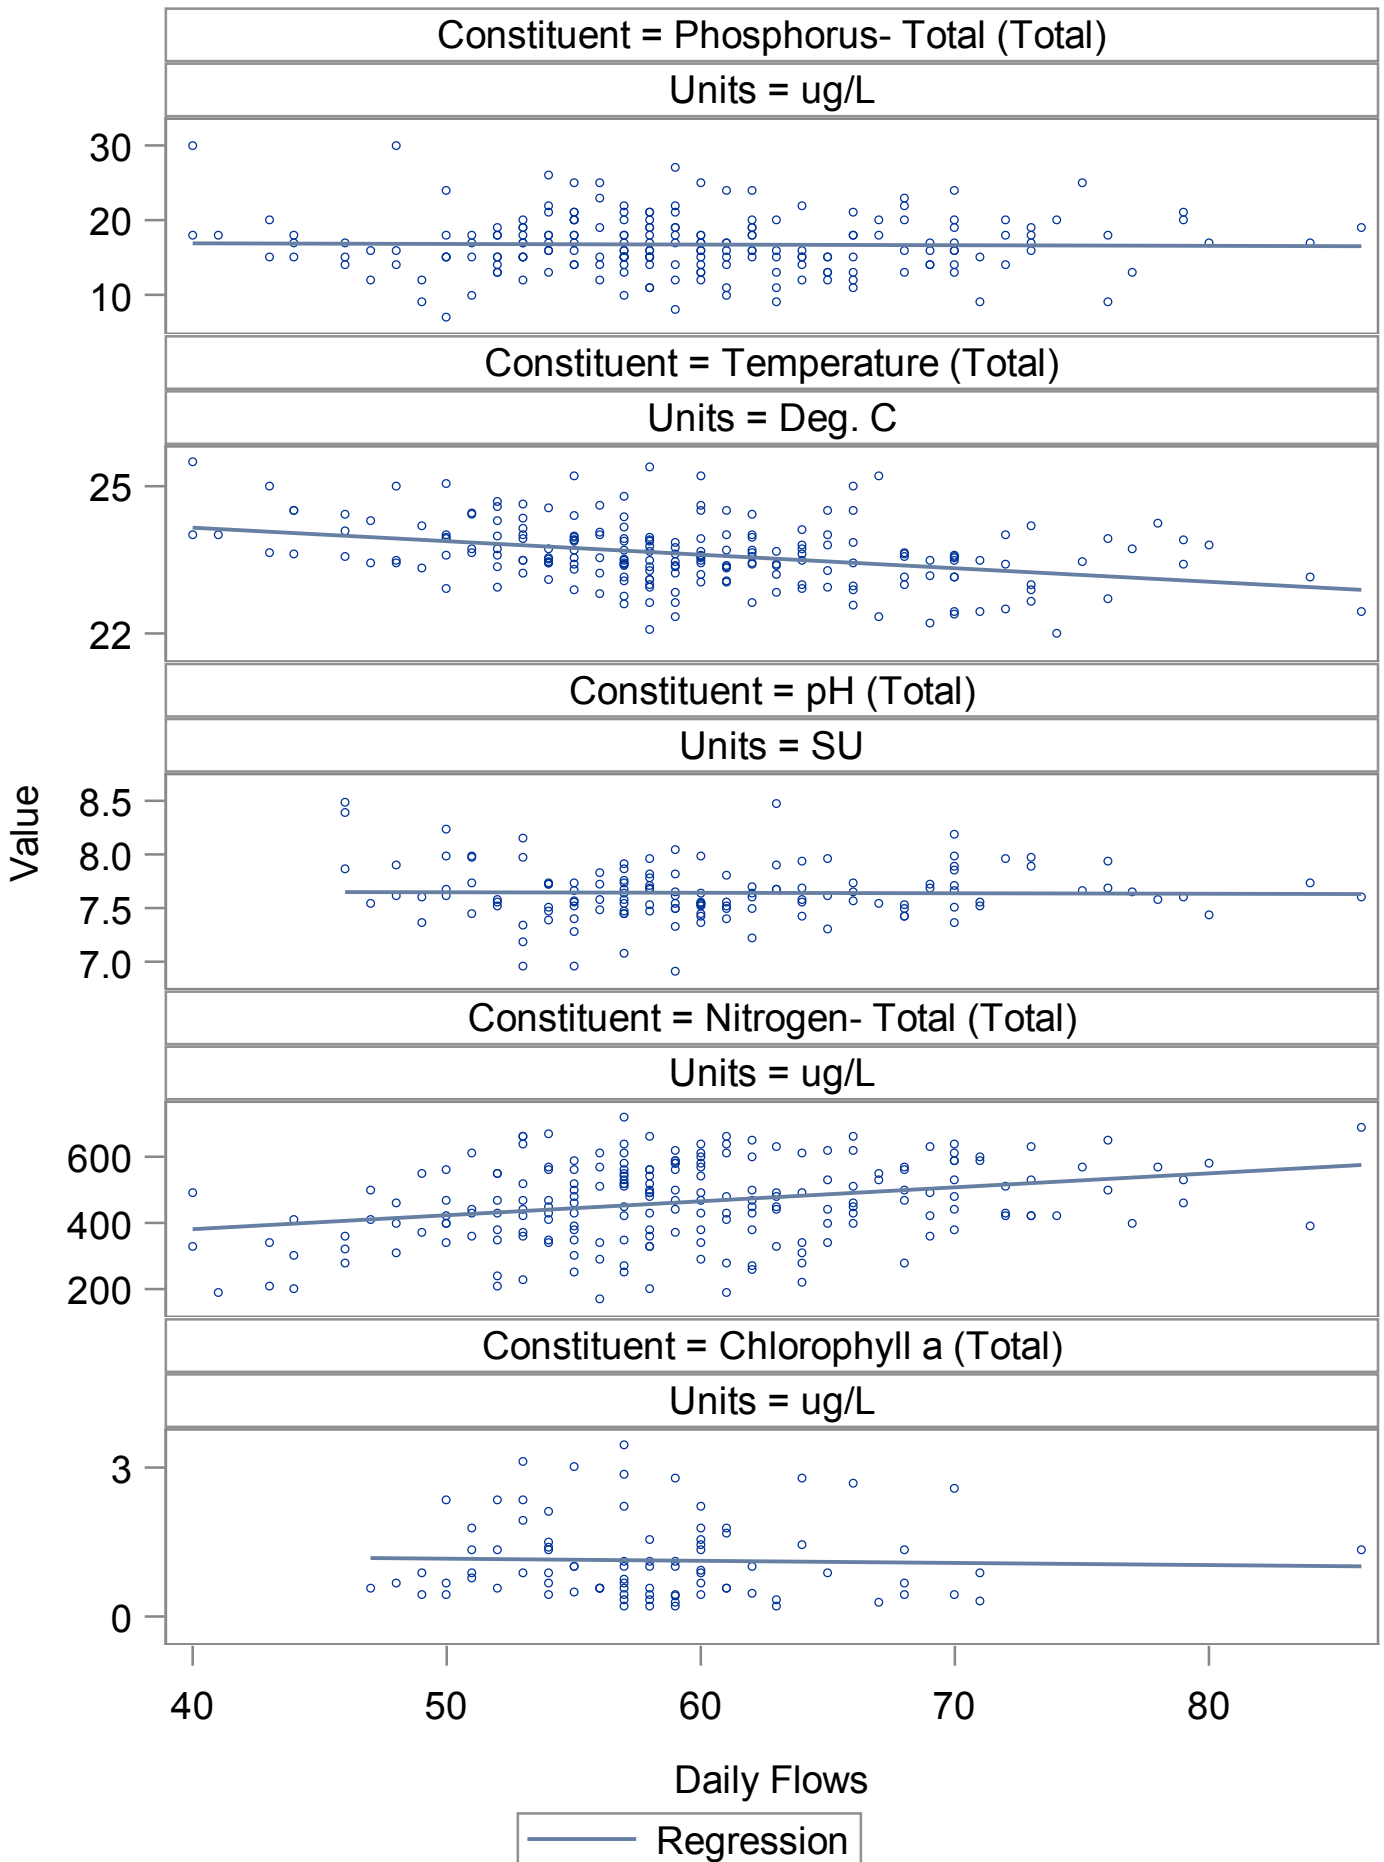 Constituent = Phosphorus- Total (Total)
Units = ug/L
30
20
10
Constituent = Temperature (Total)
Units = Deg. C
25
22
Constituent = pH (Total)
Units = SU
8.5
8.0
7.5
7.0
Value
Constituent = Nitrogen- Total (Total)
Units = ug/L
600
400
200
Constituent = Chlorophyll a (Total)
Units = ug/L
3
0
40 50 60 70 80
Daily Flows
Regression